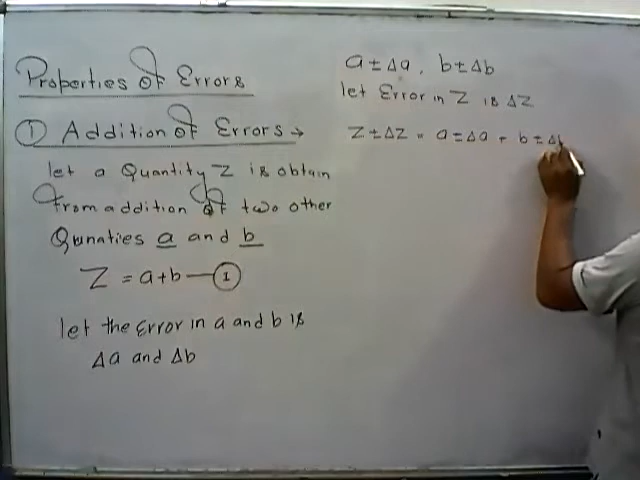 Properties Of Errors
① Addition Of Errors →
let a Quantity Z is obtain
from addition of two other
Qunaties a and b
Z = a+b — ①
let the Error in a and b is
Δa and Δb
a ± Δa , b ± Δb
let Error in Z is ΔZ
Z ± ΔZ = a ± Δa + b ± Δb